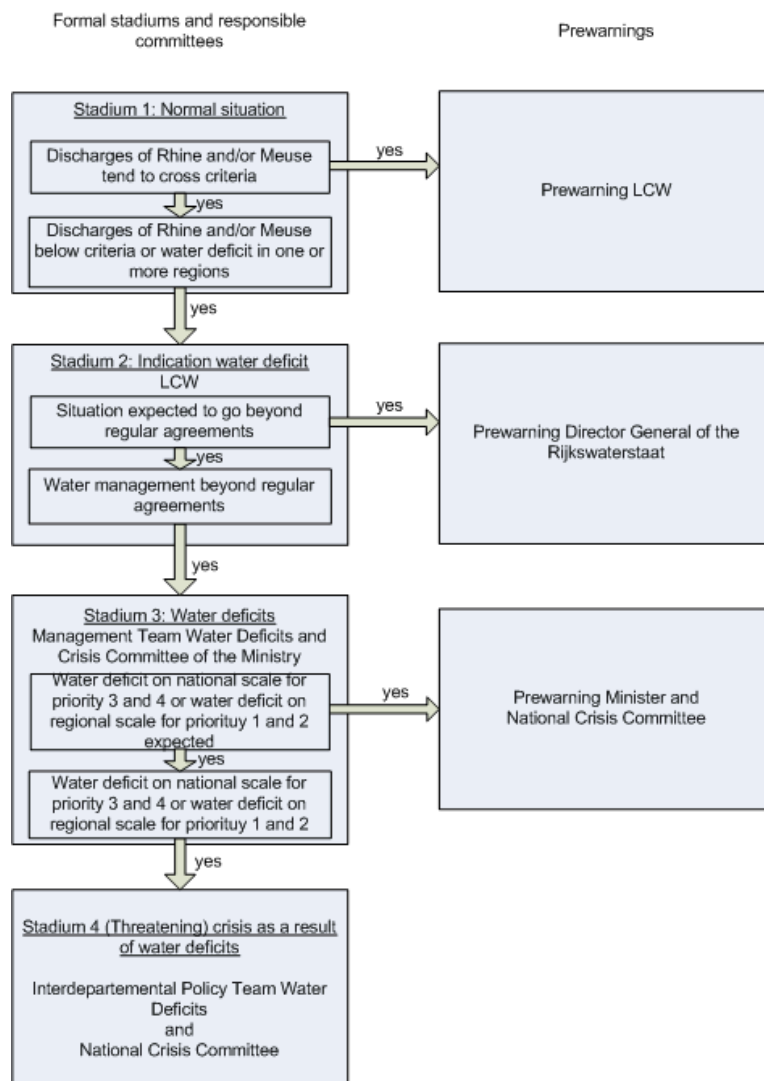 Formal stadiums and responsible
committees
Prewarnings
Stadium 1: Normal situation
Discharges of Rhine and/or Meuse
tend to cross criteria
yes
Prewarning LCW
yes
Discharges of Rhine and/or Meuse
below criteria or water deficit in one or
more regions
yes
Stadium 2: Indication water deficit
LCW
Situation expected to go beyond
regular agreements
yes
Prewarning Director General of the
Rijkswaterstaat
yes
Water management beyond regular
agreements
yes
Stadium 3: Water deficits
Management Team Water Deficits and
Crisis Committee of the Ministry
Water deficit on national scale for
priority 3 and 4 or water deficit on
regional scale for priorituy 1 and 2
expected
yes
Prewarning Minister and
National Crisis Committee
yes
Water deficit on national scale for
priority 3 and 4 or water deficit on
regional scale for priorituy 1 and 2
yes
Stadium 4 (Threatening) crisis as a result
of water deficits
Interdepartemental Policy Team Water
Deficits
and
National Crisis Committee